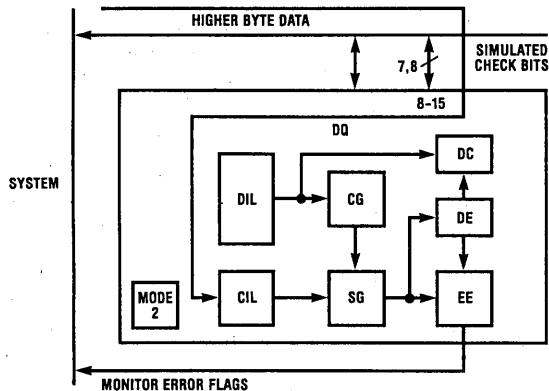 HIGHER BYTE DATA
7,8
SIMULATED
CHECK BITS
8-15
DQ
SYSTEM
DIL
CG
DC
DE
MODE
2
CIL
SG
EE
MONITOR ERROR FLAGS